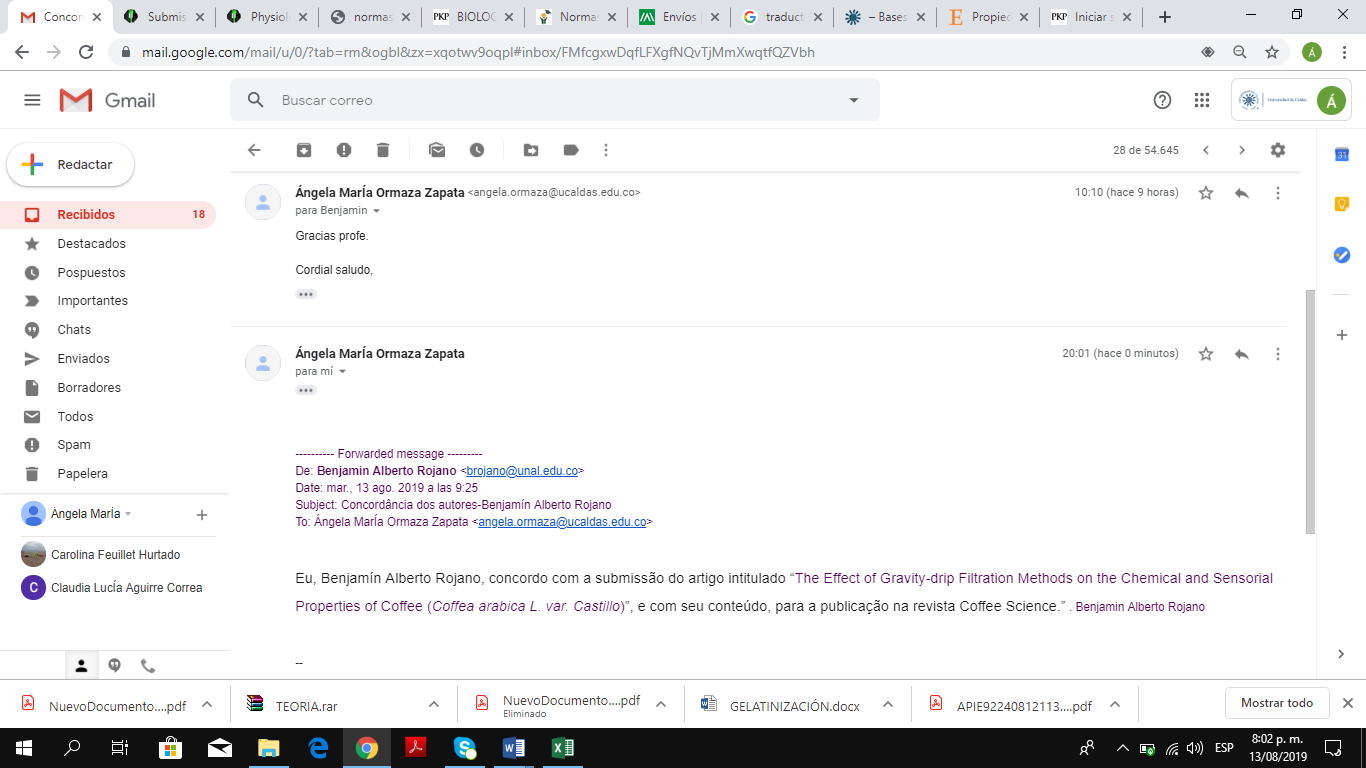 Concor
Submis
Physiol
normas
PKP BIOLOG
Normas
Envíos |
traduct
– Bases
Propiec
PKP Iniciar s
mail.google.com/mail/u/0/?tab=rm&ogbl&zx=xqotwv9oqpl#inbox/FMfcgxwDqfLFXgfNQvTjMmXwqtfQZVbh
Á
Gmail
Buscar correo
Universidad de Caldas
Á
Redactar
28 de 54.645
Recibidos 18
Destacados
Pospuestos
Importantes
Chats
Enviados
Borradores
Todos
Spam
Papelera
Ángela María
Carolina Feuillet Hurtado
C Claudia Lucía Aguirre Correa
Ángela María Ormaza Zapata <angela.ormaza@ucaldas.edu.co> 10:10 (hace 9 horas)
para Benjamin
Gracias profe.
Cordial saludo,
Ángela María Ormaza Zapata 20:01 (hace 0 minutos)
para mí
---------- Forwarded message ---------
De: Benjamin Alberto Rojano <brojano@unal.edu.co>
Date: mar., 13 ago. 2019 a las 9:25
Subject: Concordância dos autores-Benjamín Alberto Rojano
To: Ángela María Ormaza Zapata <angela.ormaza@ucaldas.edu.co>
Eu, Benjamín Alberto Rojano, concordo com a submissão do artigo intitulado “The Effect of Gravity-drip Filtration Methods on the Chemical and Sensorial
Properties of Coffee (Coffea arabica L. var. Castillo)”, e com seu conteúdo, para a publicação na revista Coffee Science.” . Benjamin Alberto Rojano
--
31
NuevoDocumento....pdf
TEORIA.rar
NuevoDocumento....pdf
Eliminado
GELATINIZACIÓN.docx
APIE92240812113....pdf
Mostrar todo
ESP
8:02 p. m.
13/08/2019